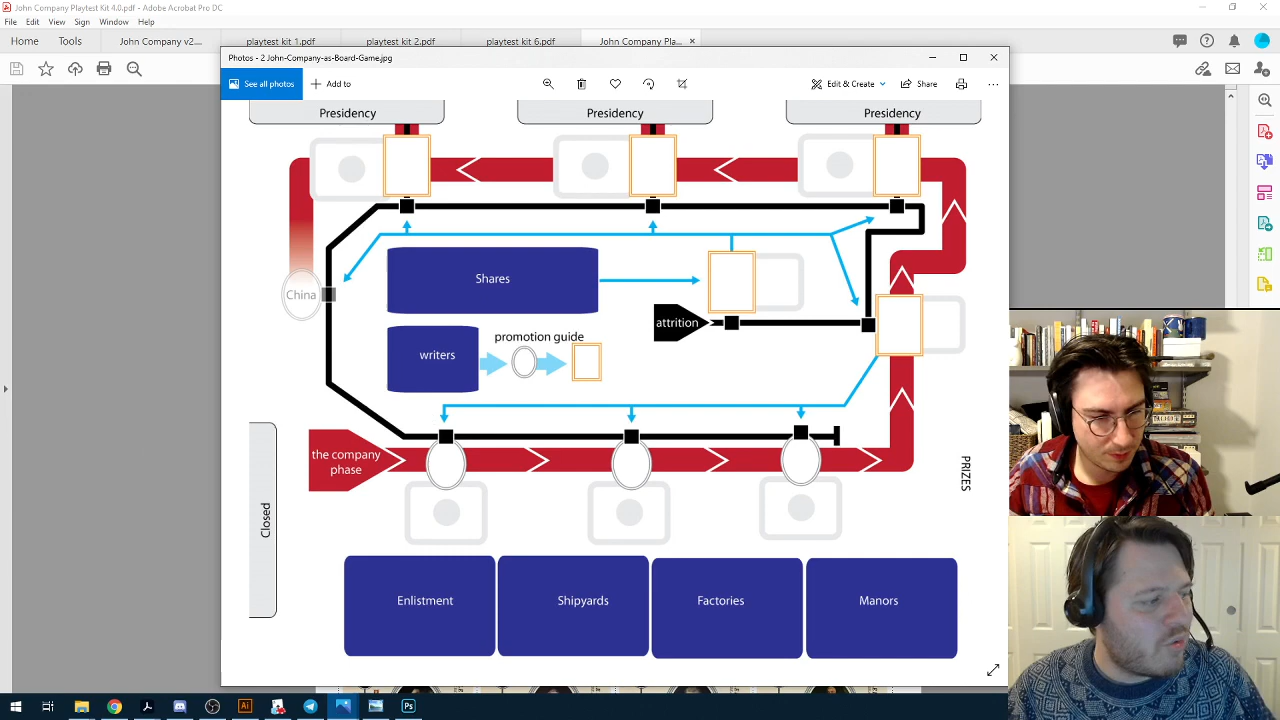 John Company Playtest Kit 4.0.pdf - Adobe Acrobat Pro DC
File Edit View Sign Window Help
Home Tools John Company v2... playtest kit 1.pdf playtest kit 2.pdf playtest kit 6.pdf John Company Pla... ×
Photos - 2 John-Company-as-Board-Game.jpg
See all photos + Add to Edit & Create Share
Presidency Presidency Presidency
Shares
China
attrition
promotion guide
writers
the company
phase
PRIZES
Closed
Enlistment Shipyards Factories Manors
Ai Ps